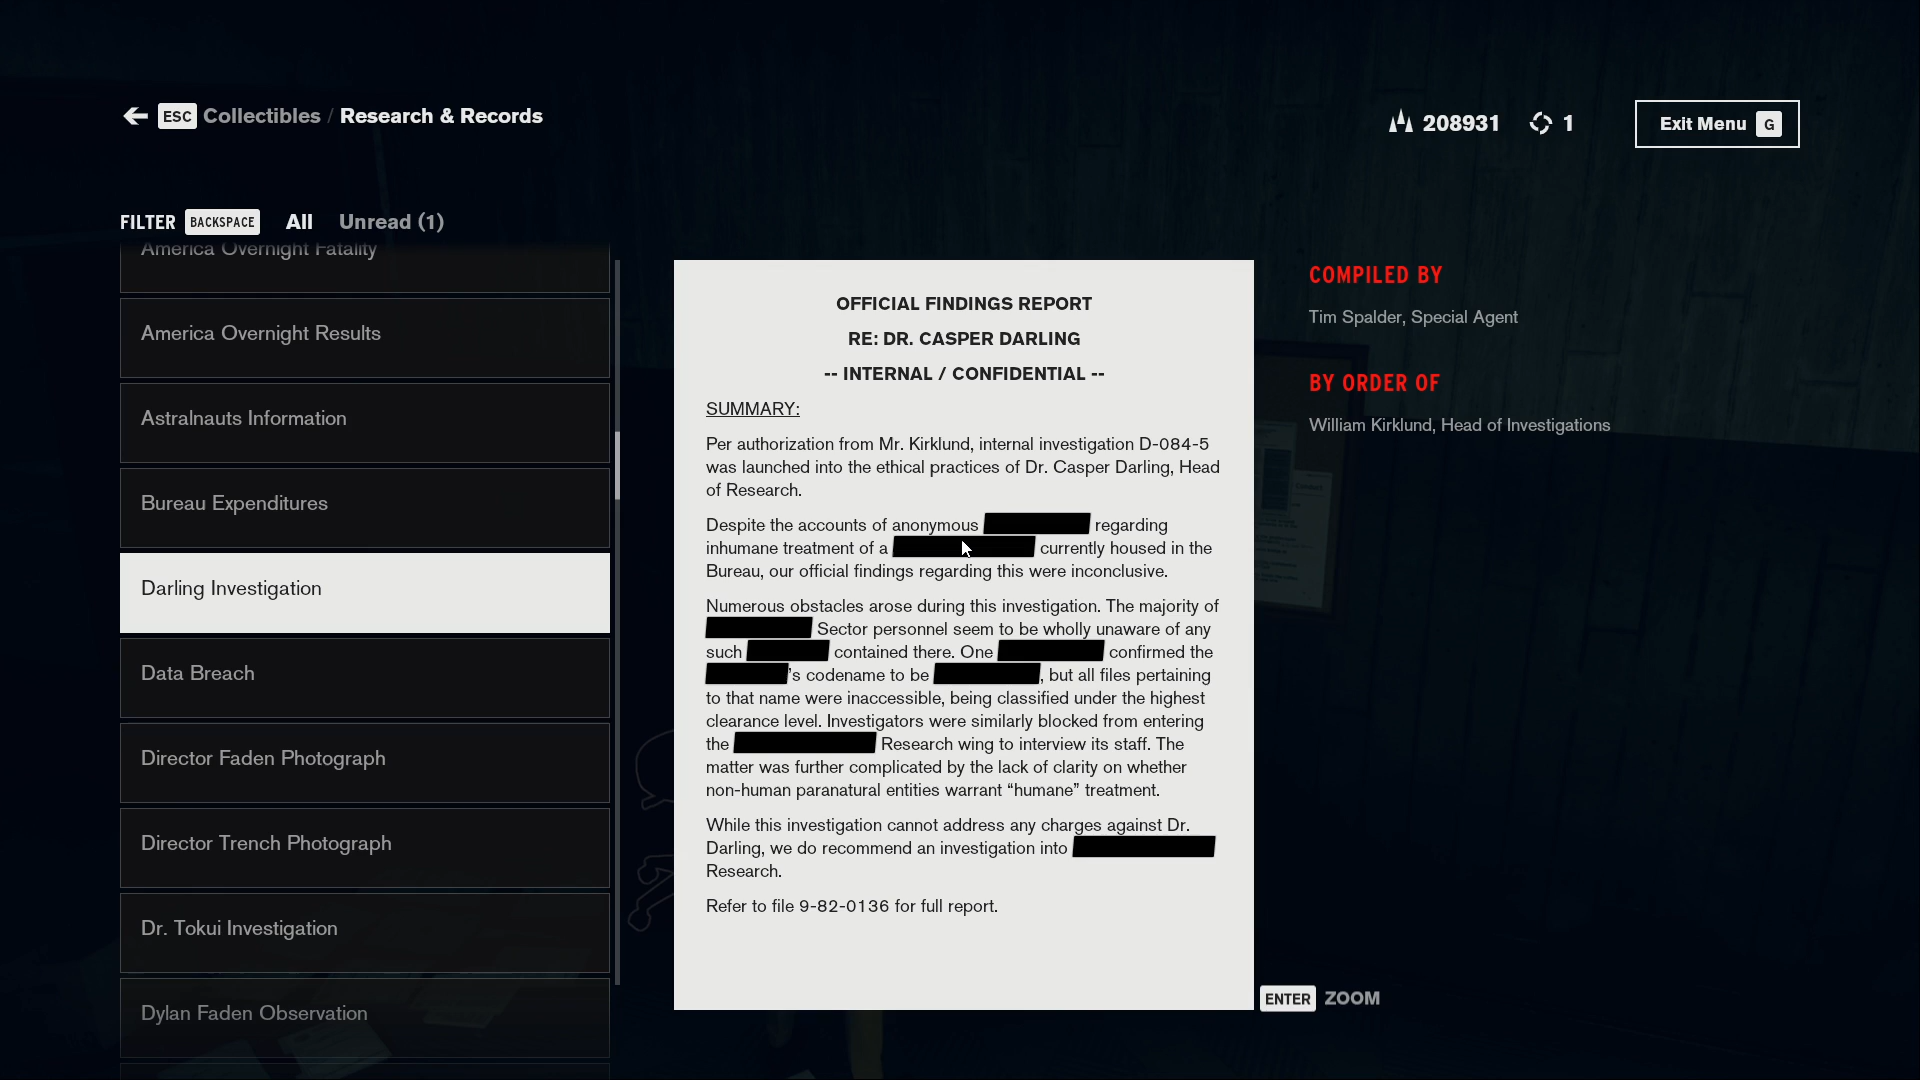 ESC Collectibles / Research & Records
208931
1
Exit Menu G
FILTER BACKSPACE All Unread (1)
America Overnight Fatality
America Overnight Results
Astralnauts Information
Bureau Expenditures
Darling Investigation
Data Breach
Director Faden Photograph
Director Trench Photograph
Dr. Tokui Investigation
Dylan Faden Observation
OFFICIAL FINDINGS REPORT
RE: DR. CASPER DARLING
-- INTERNAL / CONFIDENTIAL --
SUMMARY:
Per authorization from Mr. Kirklund, internal investigation D-084-5
was launched into the ethical practices of Dr. Casper Darling, Head
of Research.
Despite the accounts of anonymous regarding
inhumane treatment of a currently housed in the
Bureau, our official findings regarding this were inconclusive.
Numerous obstacles arose during this investigation. The majority of
Sector personnel seem to be wholly unaware of any
such contained there. One confirmed the
's codename to be , but all files pertaining
to that name were inaccessible, being classified under the highest
clearance level. Investigators were similarly blocked from entering
the Research wing to interview its staff. The
matter was further complicated by the lack of clarity on whether
non-human paranatural entities warrant “humane” treatment.
While this investigation cannot address any charges against Dr.
Darling, we do recommend an investigation into
Research.
Refer to file 9-82-0136 for full report.
COMPILED BY
Tim Spalder, Special Agent
BY ORDER OF
William Kirklund, Head of Investigations
ENTER ZOOM